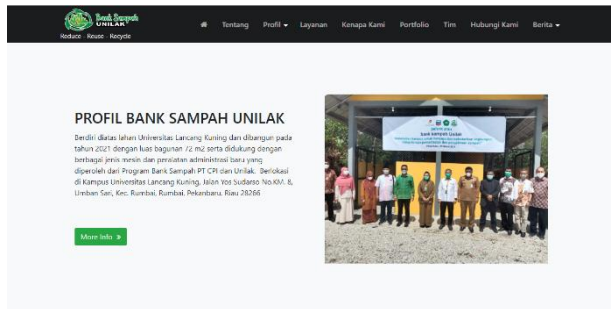 Bank Sampah
UNILAK
Reduce - Reuse - Recycle
Tentang Profil Layanan Kenapa Kami Portfolio Tim Hubungi Kami Berita
PROFIL BANK SAMPAH UNILAK
Berdiri diatas lahan Universitas Lancang Kuning dan dibangun pada
tahun 2021 dengan luas bagunan 72 m2 serta didukung dengan
berbagai jenis mesin dan peralatan administrasi baru yang
diperoleh dari Program Bank Sampah PT CPI dan Unilak. Berlokasi
di Kampus Universitas Lancang Kuning, Jalan Yos Sudarso No.KM. 8,
Umban Sari, Kec. Rumbai, Rumbai, Pekanbaru, Riau 28266
More Info »
Bank Sampah Unilak